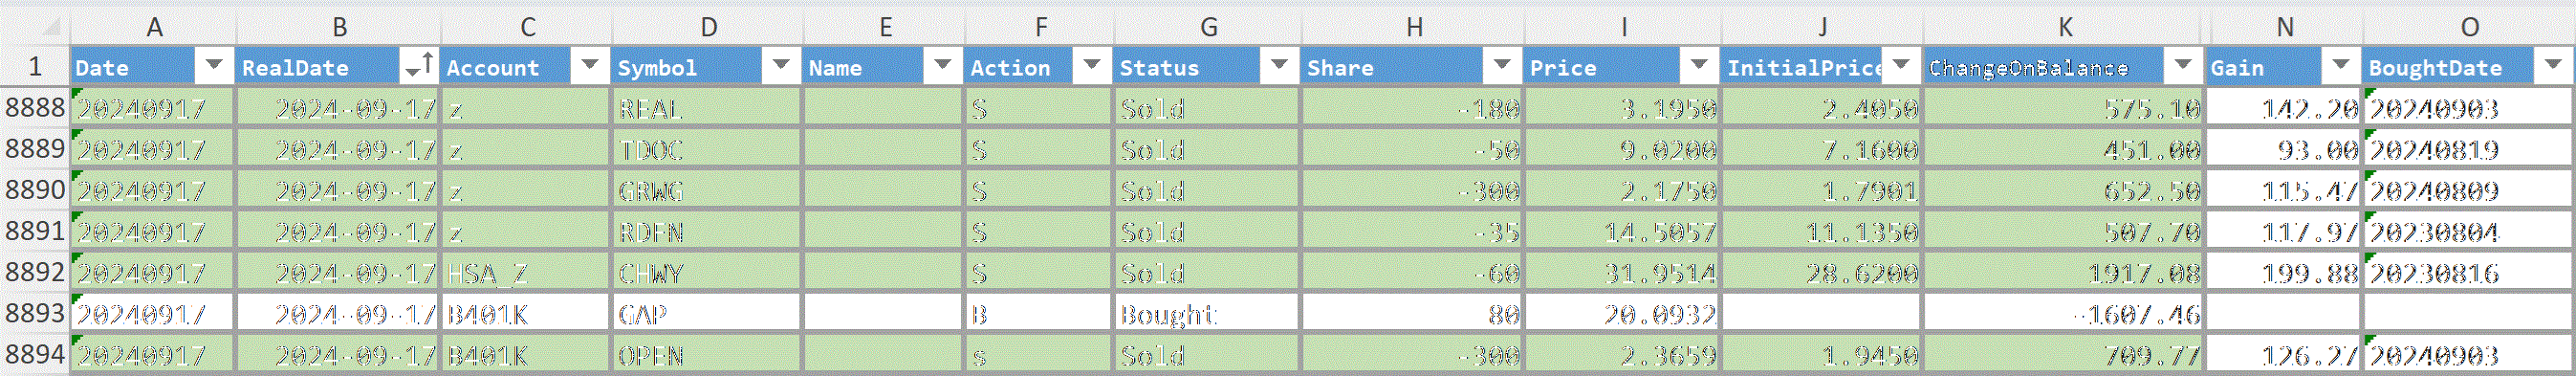 A B C D E F G H I J K N O
1 Date RealDate Account Symbol Name Action Status Share Price InitialPrice ChangeOnBalance Gain BoughtDate
8888 20240917 2024-09-17 z REAL S Sold -180 3.1950 2.4050 575.10 142.20 20240903
8889 20240917 2024-09-17 z TDOC S Sold -50 9.0200 7.1600 451.00 93.00 20240819
8890 20240917 2024-09-17 z GRWG S Sold -300 2.1750 1.7901 652.50 115.47 20240809
8891 20240917 2024-09-17 z RDFN S Sold -35 14.5057 11.1350 507.70 117.97 20230804
8892 20240917 2024-09-17 HSA_Z CHWY S Sold -60 31.9514 28.6200 1917.08 199.88 20230816
8893 20240917 2024-09-17 B401K GAP B Bought 80 20.0932 -1607.46
8894 20240917 2024-09-17 B401K OPEN s Sold -300 2.3659 1.9450 709.77 126.27 20240903